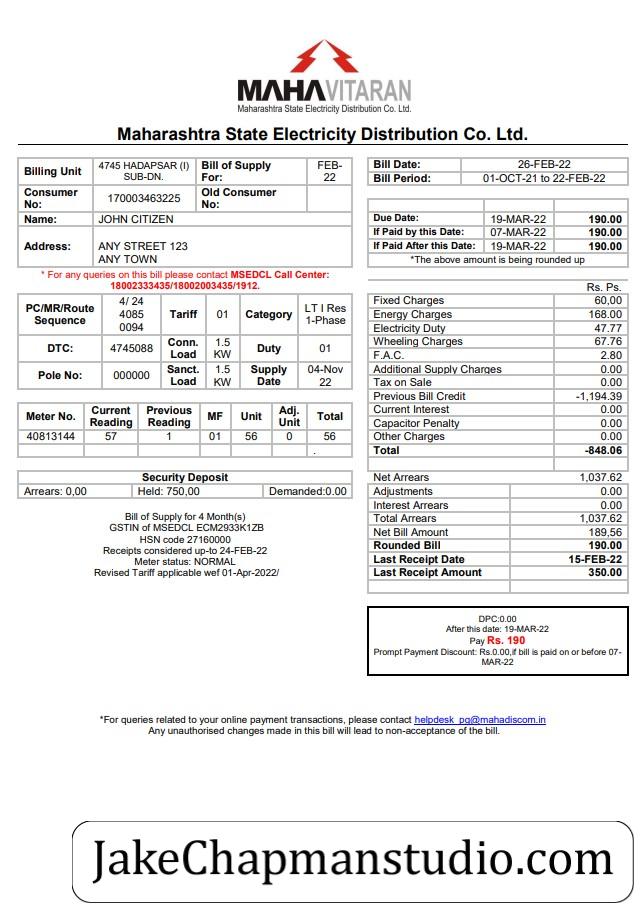 MAHAVITARAN
Maharashtra State Electricity Distribution Co. Ltd.
Maharashtra State Electricity Distribution Co. Ltd.
Billing Unit 4745 HADAPSAR (I) SUB-DN. Bill of Supply For: FEB-22
Consumer No: 170003463225 Old Consumer No:
Name: JOHN CITIZEN
Address: ANY STREET 123
ANY TOWN
* For any queries on this bill please contact MSEDCL Call Center:
18002333435/18002003435/1912.
PC/MR/Route Sequence 4/ 24 4085 0094 Tariff 01 Category LT I Res 1-Phase
DTC: 4745088 Conn. Load 1.5 KW Duty 01
Pole No: 000000 Sanct. Load 1.5 KW Supply Date 04-Nov 22
Meter No. Current Reading Previous Reading MF Unit Adj. Unit Total
40813144 57 1 01 56 0 56
.
Security Deposit
Arrears: 0,00 Held: 750,00 Demanded:0.00
Bill of Supply for 4 Month(s)
GSTIN of MSEDCL ECM2933K1ZB
HSN code 27160000
Receipts considered up-to 24-FEB-22
Meter status: NORMAL
Revised Tariff applicable wef 01-Apr-2022/
Bill Date: 26-FEB-22
Bill Period: 01-OCT-21 to 22-FEB-22
Due Date: 19-MAR-22 190.00
If Paid by this Date: 07-MAR-22 190.00
If Paid After this Date: 19-MAR-22 190.00
*The above amount is being rounded up
Rs. Ps.
Fixed Charges 60,00
Energy Charges 168.00
Electricity Duty 47.77
Wheeling Charges 67.76
F.A.C. 2.80
Additional Supply Charges 0.00
Tax on Sale 0.00
Previous Bill Credit -1,194.39
Current Interest 0.00
Capacitor Penalty 0.00
Other Charges 0.00
Total -848.06
Net Arrears 1,037.62
Adjustments 0.00
Interest Arrears 0.00
Total Arrears 1,037.62
Net Bill Amount 189,56
Rounded Bill 190.00
Last Receipt Date 15-FEB-22
Last Receipt Amount 350.00
DPC:0.00
After this date: 19-MAR-22
Pay Rs. 190
Prompt Payment Discount: Rs.0.00,if bill is paid on or before 07-
MAR-22
*For queries related to your online payment transactions, please contact helpdesk_pg@mahadiscom.in
Any unauthorised changes made in this bill will lead to non-acceptance of the bill.
JakeChapmanstudio.com